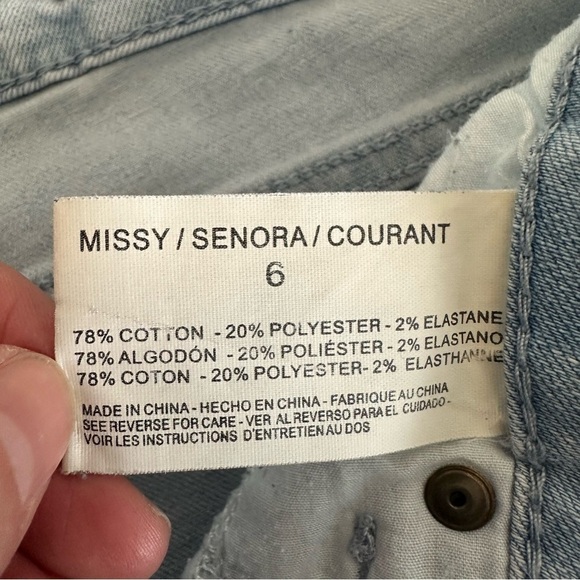 MISSY / SENORA / COURANT
6
78% COTTON - 20% POLYESTER - 2% ELASTANE
78% ALGODÓN - 20% POLIÉSTER - 2% ELASTANO
78% COTON - 20% POLYESTER - 2% ELASTHANNE
MADE IN CHINA - HECHO EN CHINA - FABRIQUE AU CHINA
SEE REVERSE FOR CARE - VER AL REVERSO PARA EL CUIDADO -
VOIR LES INSTRUCTIONS D'ENTRETIEN AU DOS